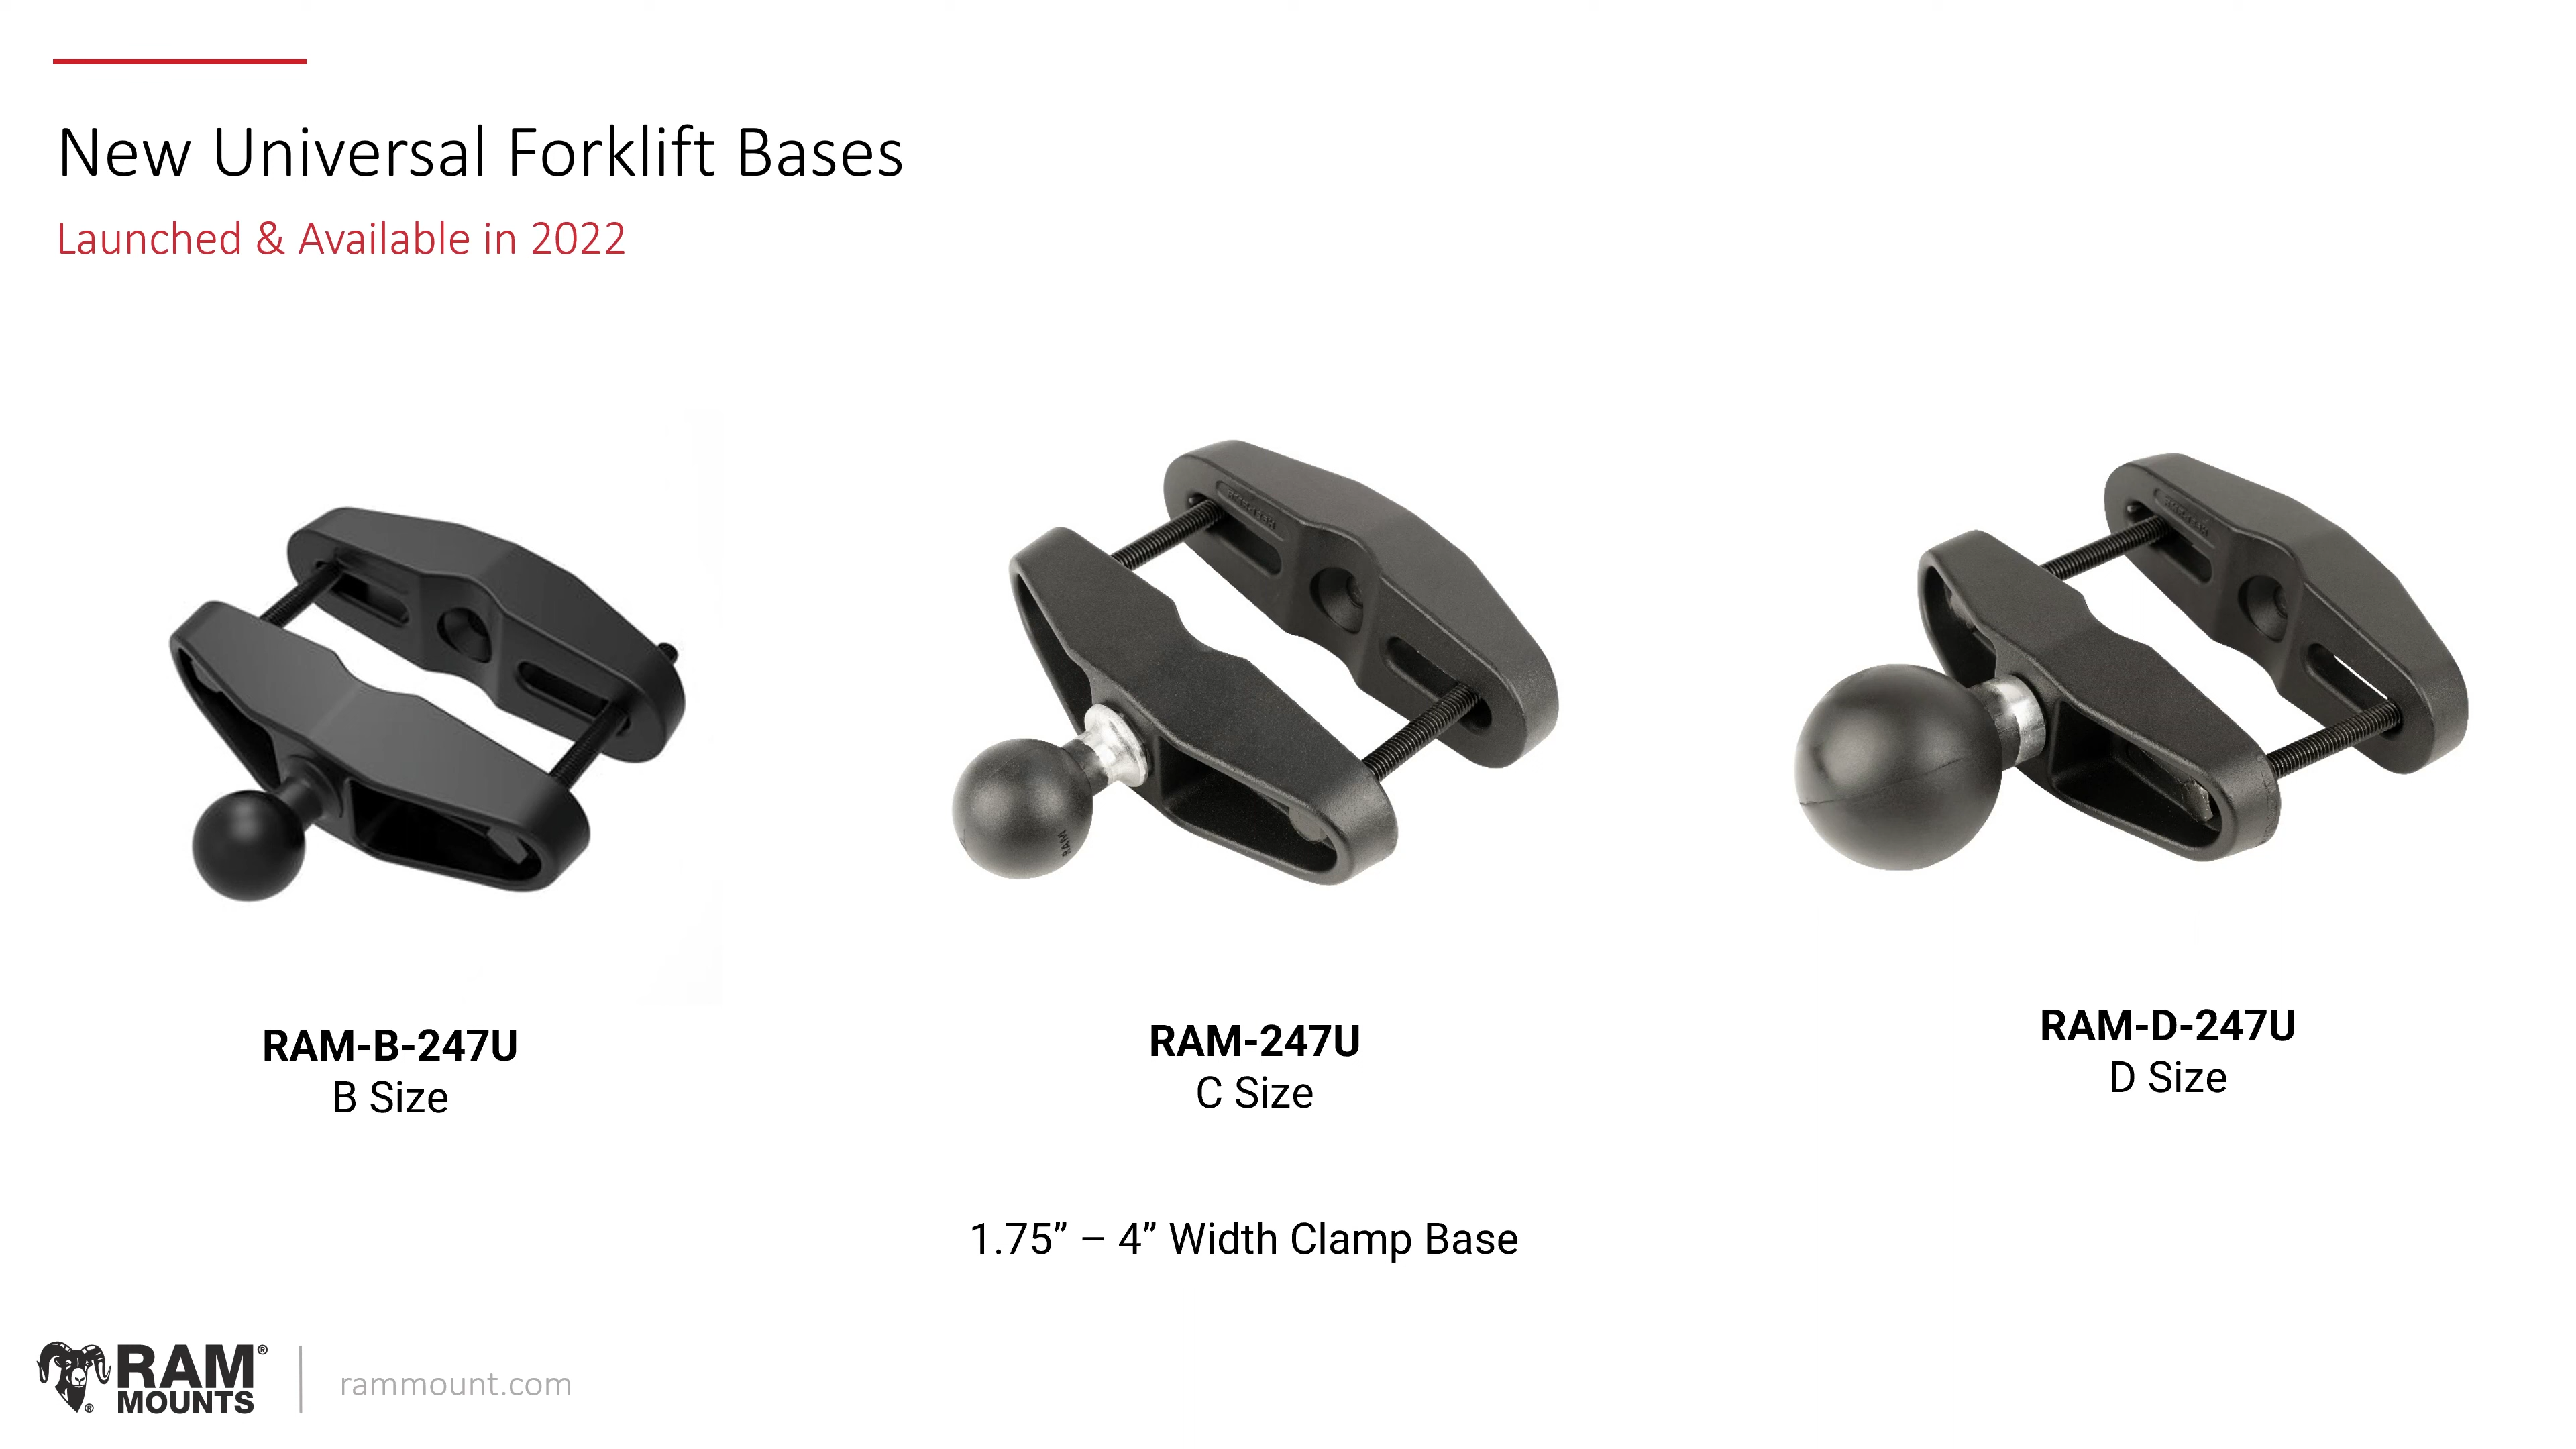 New Universal Forklift Bases
Launched & Available in 2022
RAM
RAM-B-247U
B Size
RAM-247U
C Size
RAM-D-247U
D Size
1.75” – 4” Width Clamp Base
RAM®
MOUNTS®
rammount.com